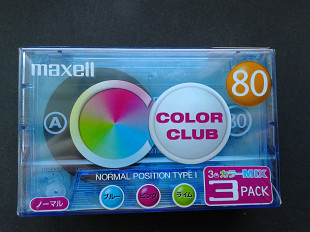 maxell
80
A
COLOR
CLUB
80
NORMAL POSITION TYPE I
3色カラーMIX
3 PACK
ノーマル
ブルー
ピンク
ライム